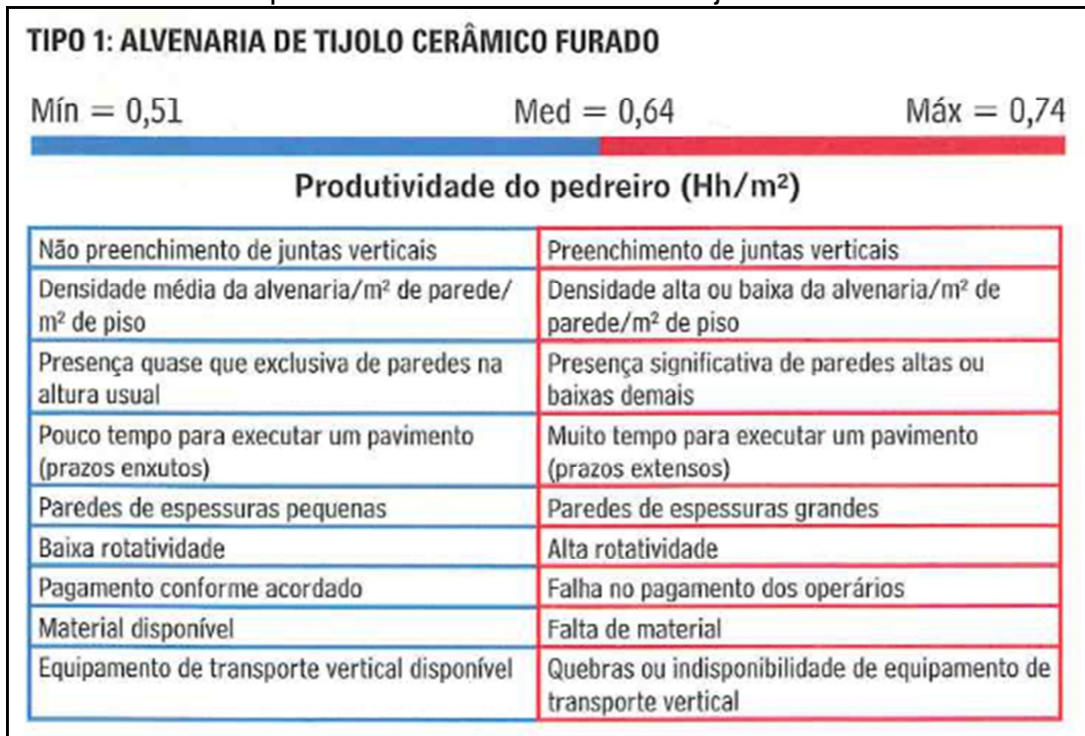 TIPO 1: ALVENARIA DE TIJOLO CERÂMICO FURADO
Mín = 0,51 Med = 0,64 Máx = 0,74
Produtividade do pedreiro (Hh/m²)
Não preenchimento de juntas verticais
Preenchimento de juntas verticais
Densidade média da alvenaria/m² de parede/
m² de piso
Densidade alta ou baixa da alvenaria/m² de
parede/m² de piso
Presença quase que exclusiva de paredes na
altura usual
Presença significativa de paredes altas ou
baixas demais
Pouco tempo para executar um pavimento
(prazos enxutos)
Muito tempo para executar um pavimento
(prazos extensos)
Paredes de espessuras pequenas
Paredes de espessuras grandes
Baixa rotatividade
Alta rotatividade
Pagamento conforme acordado
Falha no pagamento dos operários
Material disponível
Falta de material
Equipamento de transporte vertical disponível
Quebras ou indisponibilidade de equipamento de
transporte vertical